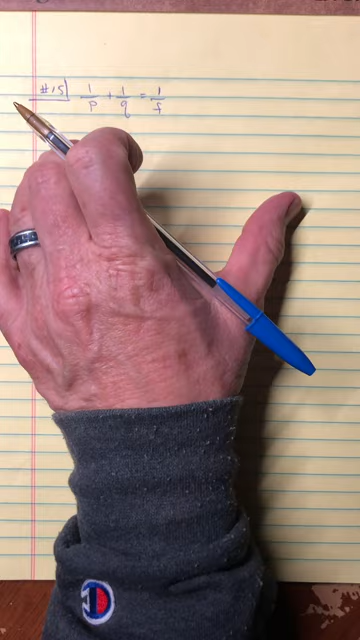 #15 1/p + 1/q = 1/f